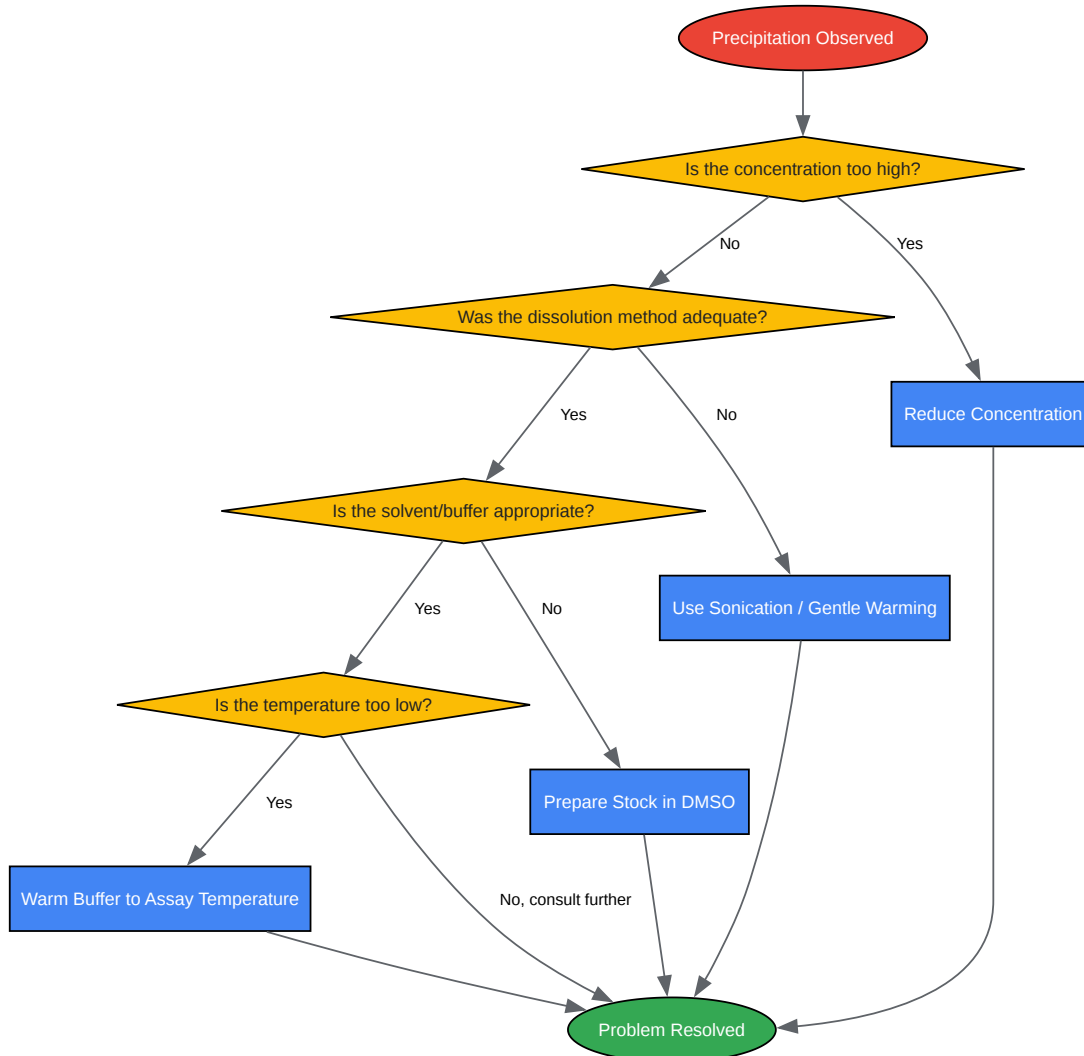 Precipitation Observed
Is the concentration too high?
No
Yes
Was the dissolution method adequate?
Yes
No
Reduce Concentration
Is the solvent/buffer appropriate?
Yes
No
Use Sonication / Gentle Warming
Is the temperature too low?
Yes
Prepare Stock in DMSO
Warm Buffer to Assay Temperature
No, consult further
Problem Resolved